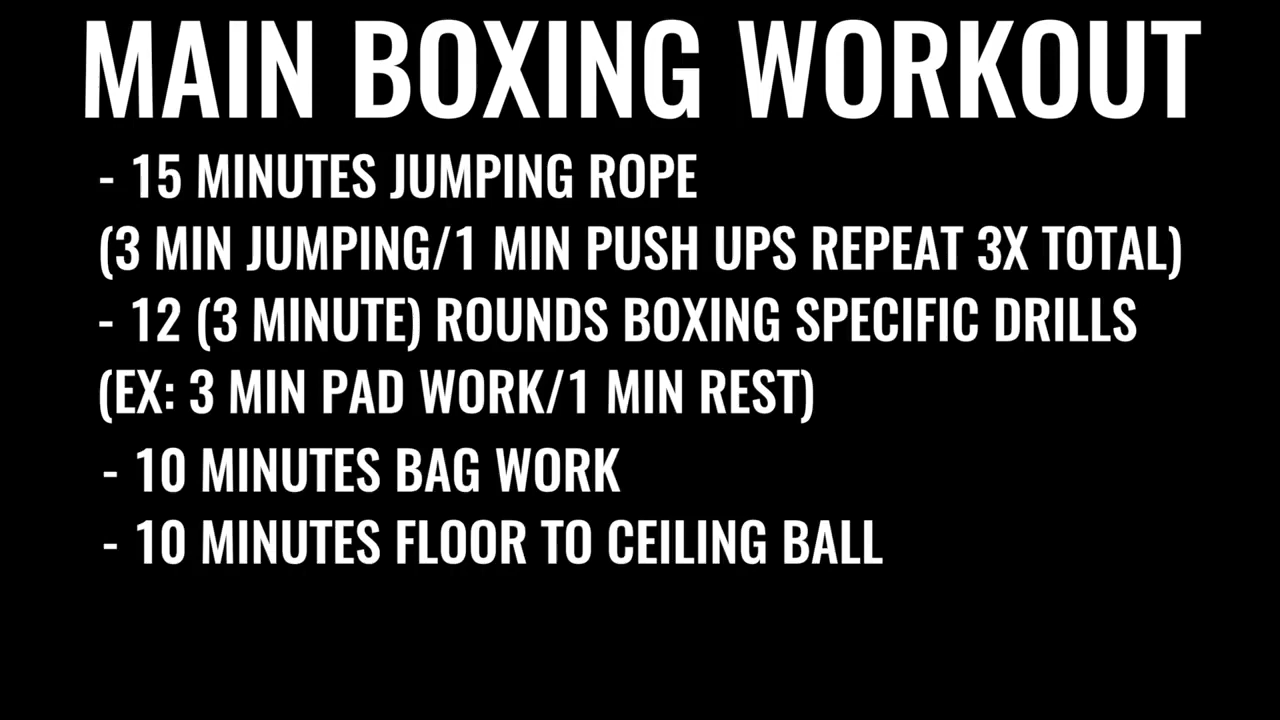 MAIN BOXING WORKOUT
- 15 MINUTES JUMPING ROPE
(3 MIN JUMPING/1 MIN PUSH UPS REPEAT 3X TOTAL)
- 12 (3 MINUTE) ROUNDS BOXING SPECIFIC DRILLS
(EX: 3 MIN PAD WORK/1 MIN REST)
- 10 MINUTES BAG WORK
- 10 MINUTES FLOOR TO CEILING BALL